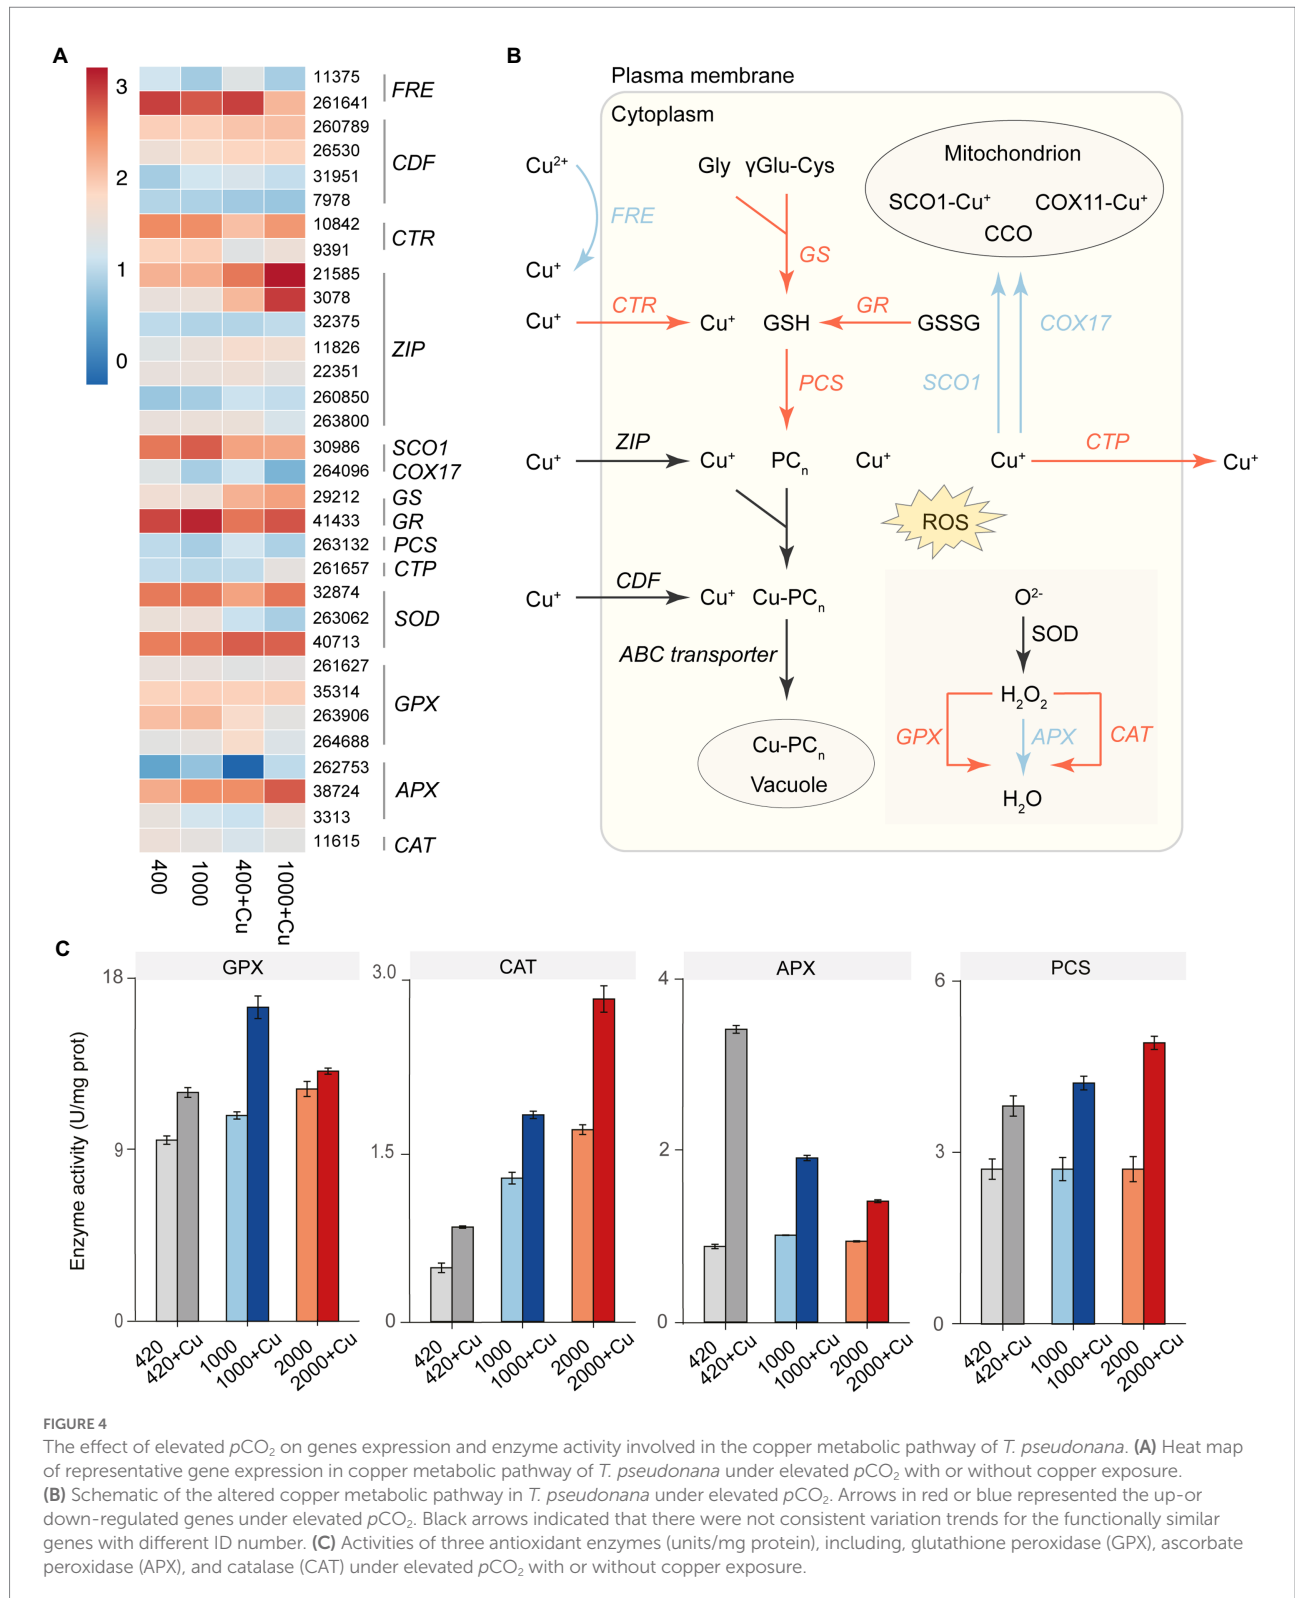 A
3
2
1
0
11375
261641
FRE
260789
26530
31951
7978
CDF
10842
9391
CTR
21585
3078
32375
11826
22351
260850
263800
ZIP
30986 SCO1
264096 COX17
29212 GS
41433 GR
263132 PCS
261657 CTP
32874
263062
40713
SOD
261627
35314
263906
264688
GPX
262753
38724
3313
APX
11615 CAT
400
1000
400+Cu
1000+Cu
B
Plasma membrane
Cytoplasm
Cu²⁺
FRE
Cu⁺
Gly γGlu-Cys
GS
Mitochondrion
SCO1-Cu⁺ COX11-Cu⁺
CCO
Cu⁺ CTR Cu⁺ GSH GR GSSG
COX17
SCO1
PCS
Cu⁺ ZIP Cu⁺ PCₙ Cu⁺ Cu⁺ CTP Cu⁺
ROS
Cu⁺ CDF Cu⁺ Cu-PCₙ
ABC transporter
Cu-PCₙ
Vacuole
O²⁻
SOD
H₂O₂
GPX APX CAT
H₂O
C
Enzyme activity (U/mg prot)
GPX
18
9
0
420
420+Cu
1000
1000+Cu
2000
2000+Cu
CAT
3.0
1.5
0
420
420+Cu
1000
1000+Cu
2000
2000+Cu
APX
4
2
0
420
420+Cu
1000
1000+Cu
2000
2000+Cu
PCS
6
3
0
420
420+Cu
1000
1000+Cu
2000
2000+Cu
FIGURE 4
The effect of elevated pCO₂ on genes expression and enzyme activity involved in the copper metabolic pathway of T. pseudonana. (A) Heat map
of representative gene expression in copper metabolic pathway of T. pseudonana under elevated pCO₂ with or without copper exposure.
(B) Schematic of the altered copper metabolic pathway in T. pseudonana under elevated pCO₂. Arrows in red or blue represented the up-or
down-regulated genes under elevated pCO₂. Black arrows indicated that there were not consistent variation trends for the functionally similar
genes with different ID number. (C) Activities of three antioxidant enzymes (units/mg protein), including, glutathione peroxidase (GPX), ascorbate
peroxidase (APX), and catalase (CAT) under elevated pCO₂ with or without copper exposure.